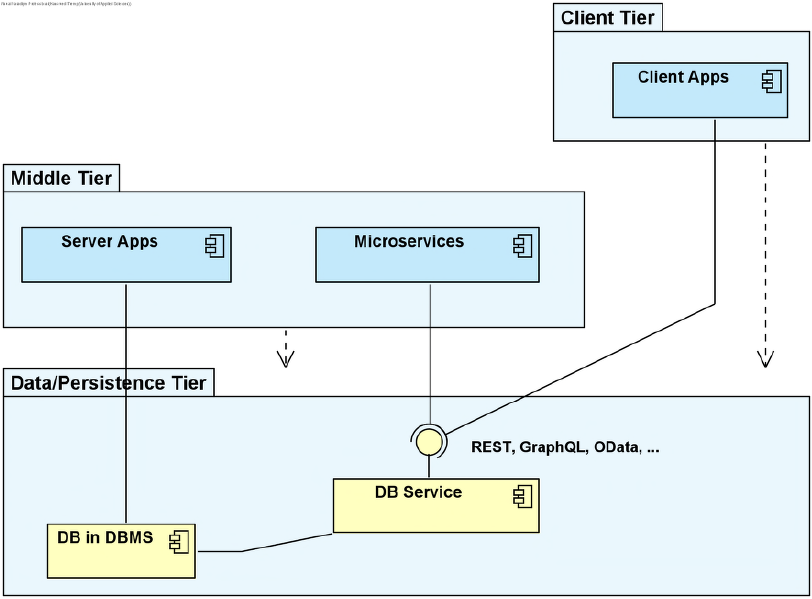 Client Tier
Client Apps
Middle Tier
Server Apps
Microservices
Data/Persistence Tier
REST, GraphQL, OData, ...
DB Service
DB in DBMS